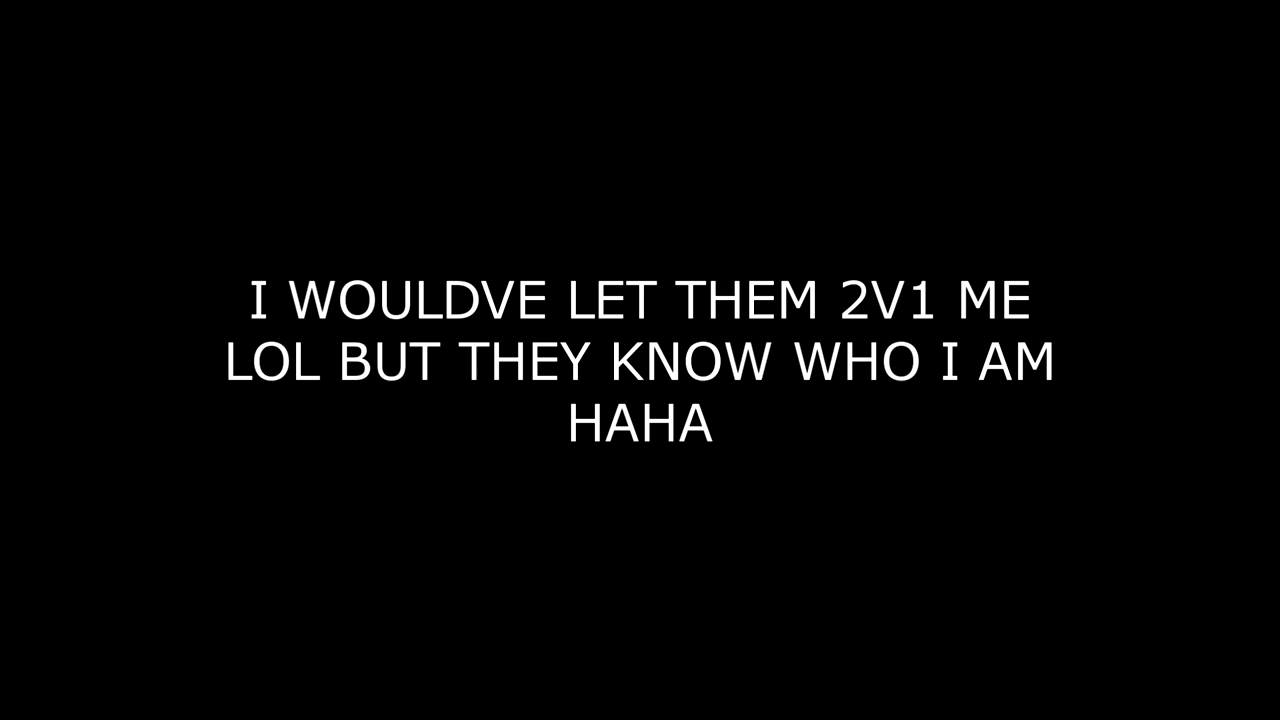 I WOULDVE LET THEM 2V1 ME
LOL BUT THEY KNOW WHO I AM
HAHA